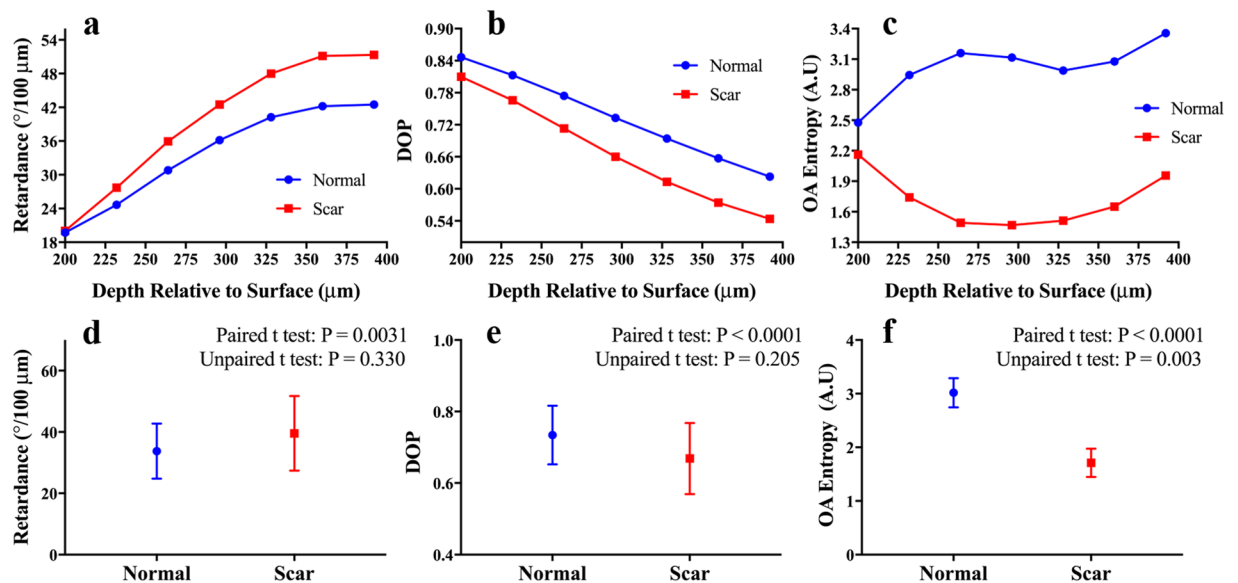 a
Retardance (°/100 μm)
54
48
42
36
30
24
18
Normal
Scar
200 225 250 275 300 325 350 375 400
Depth Relative to Surface (μm)
b
DOP
0.90
0.84
0.78
0.72
0.66
0.60
0.54
Normal
Scar
200 225 250 275 300 325 350 375 400
Depth Relative to Surface (μm)
c
OA Entropy (A.U)
3.4
3.1
2.8
2.5
2.2
1.9
1.6
1.3
Normal
Scar
200 225 250 275 300 325 350 375 400
Depth Relative to Surface (μm)
d
Paired t test: P = 0.0031
Unpaired t test: P = 0.330
Retardance (°/100 μm)
60
40
20
0
Normal Scar
e
Paired t test: P < 0.0001
Unpaired t test: P = 0.205
DOP
1.0
0.8
0.6
0.4
Normal Scar
f
Paired t test: P < 0.0001
Unpaired t test: P = 0.003
OA Entropy (A.U)
4
3
2
1
0
Normal Scar